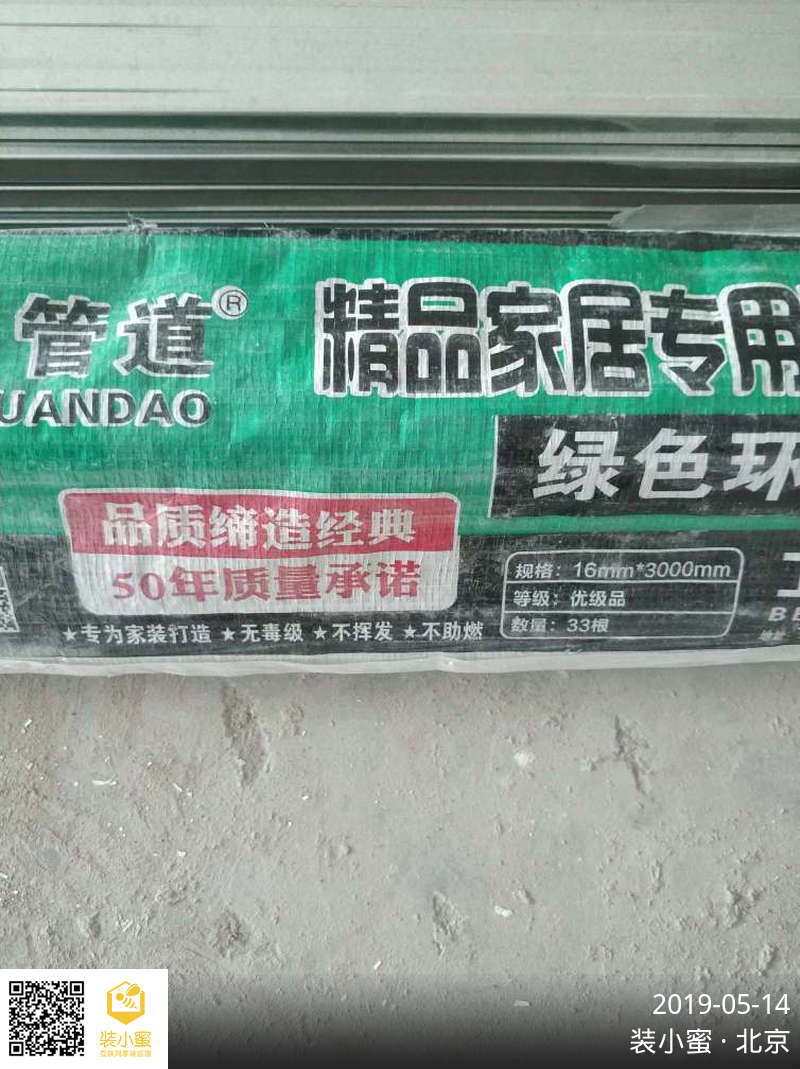 管道®
UANDAO
精品家居专用
绿色环
品质缔造经典
50年质量承诺
★专为家装打造 ★无毒级 ★不挥发 ★不助燃
规格：16mm*3000mm
等级：优级品
数量：33根
BE
地址
装小蜜
2019-05-14
装小蜜·北京